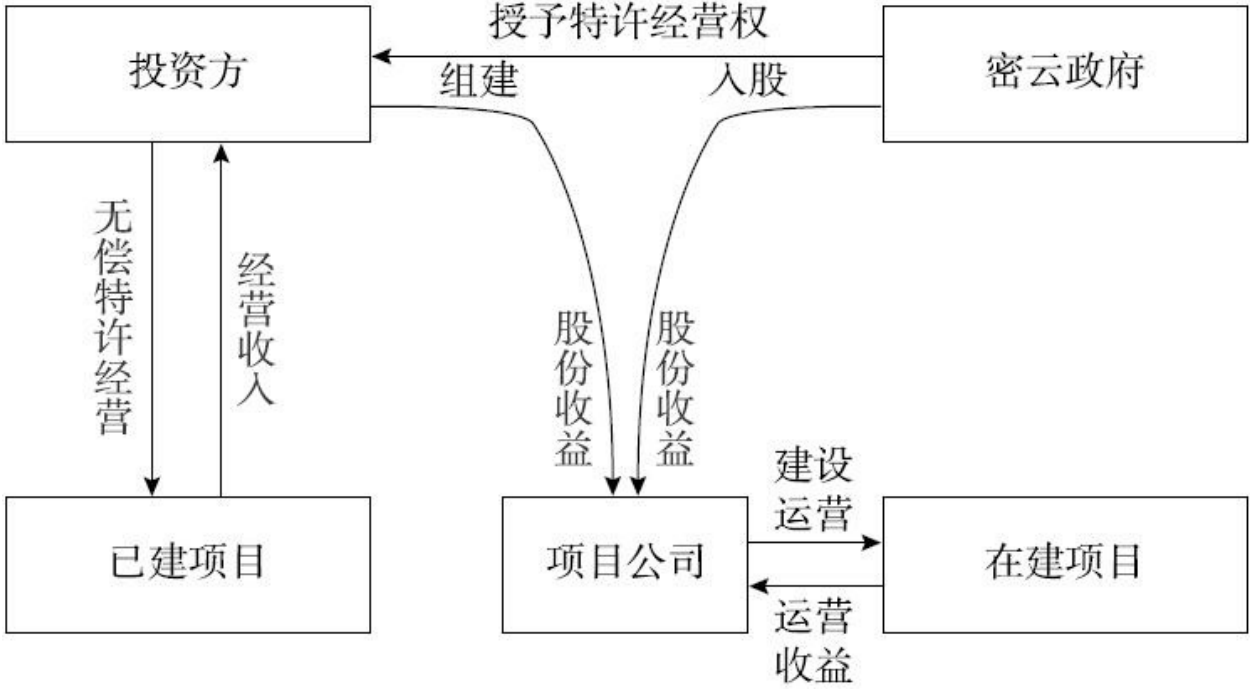 授予特许经营权
投资方
组建
入股
密云政府
无偿特许经营
经营收入
股份收益
股份收益
建设
运营
已建项目
项目公司
在建项目
运营
收益